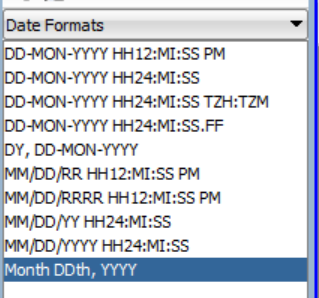 Date Formats
DD-MON-YYYY HH12:MI:SS PM
DD-MON-YYYY HH24:MI:SS
DD-MON-YYYY HH24:MI:SS TZH:TZM
DD-MON-YYYY HH24:MI:SS.FF
DY, DD-MON-YYYY
MM/DD/RR HH12:MI:SS PM
MM/DD/RRRR HH12:MI:SS PM
MM/DD/YY HH24:MI:SS
MM/DD/YYYY HH24:MI:SS
Month DDth, YYYY